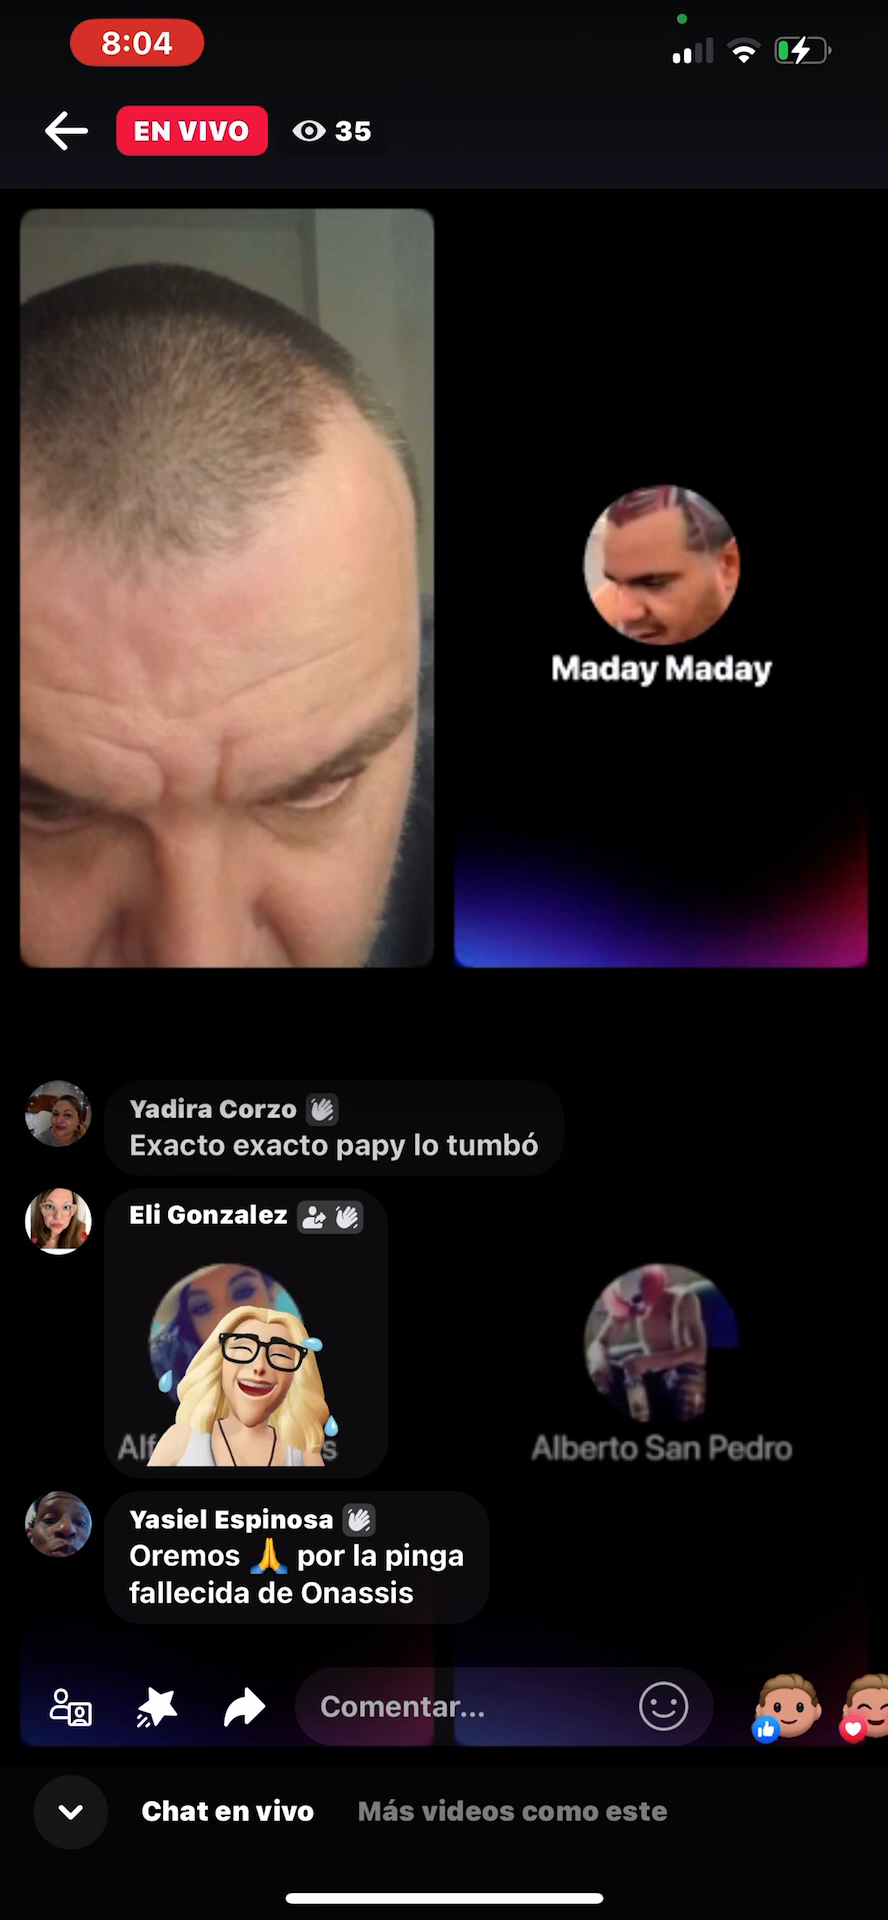 8:04
EN VIVO 35
Maday Maday
Yadira Corzo
Exacto exacto papy lo tumbó
Eli Gonzalez
Alberto San Pedro
Yasiel Espinosa
Oremos 🙏 por la pinga
fallecida de Onassis
Comentar...
Chat en vivo Más videos como este